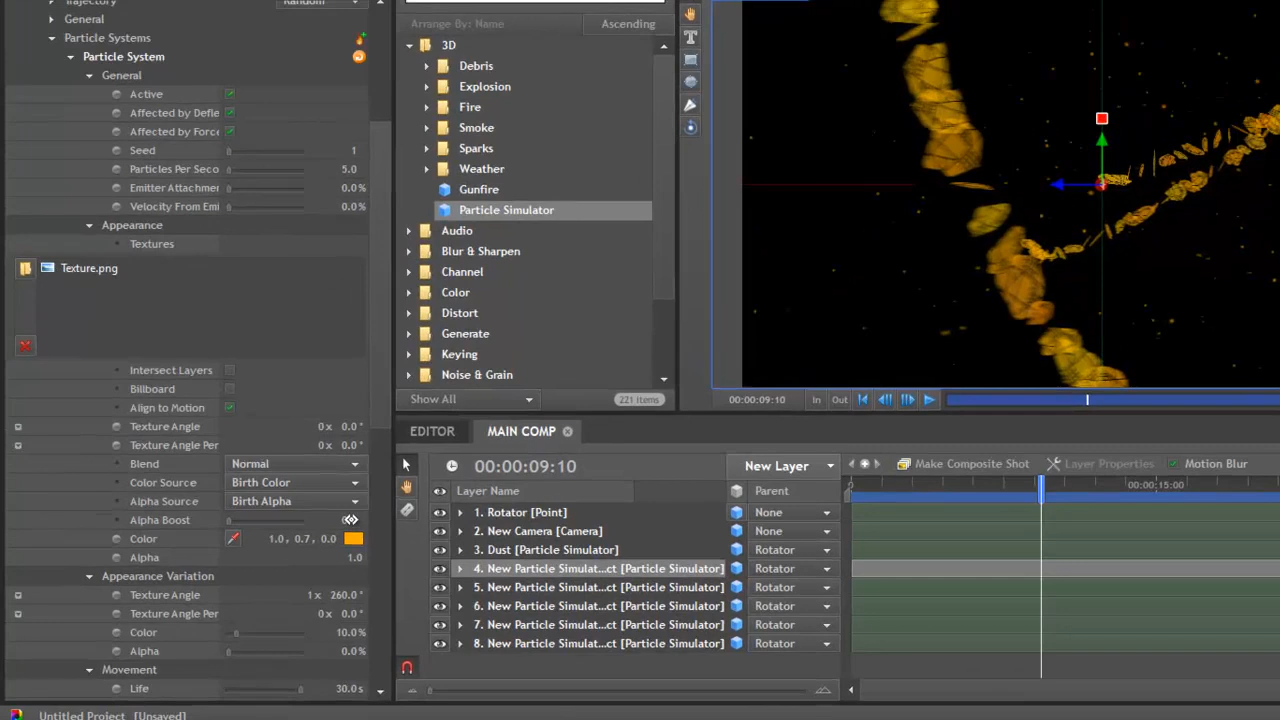 Trajectory
Random
General
Particle Systems
Particle System
General
Active
Affected by Defle
Affected by Force
Seed 1
Particles Per Seco 5.0
Emitter Attachmer 0.0%
Velocity From Emi 0.0%
Appearance
Textures
Texture.png
Intersect Layers
Billboard
Align to Motion
Texture Angle 0 x 0.0°
Texture Angle Per 0 x 0.0°
Blend Normal
Color Source Birth Color
Alpha Source Birth Alpha
Alpha Boost
Color 1.0, 0.7, 0.0
Alpha 1.0
Appearance Variation
Texture Angle 1 x 260.0°
Texture Angle Per 0 x 0.0°
Color 10.0%
Alpha 0.0%
Movement
Life 30.0s
Untitled Project [Unsaved]
Arrange By: Name Ascending
3D
Debris
Explosion
Fire
Smoke
Sparks
Weather
Gunfire
Particle Simulator
Audio
Blur & Sharpen
Channel
Color
Distort
Generate
Keying
Noise & Grain
Show All 221 Items
T
00:00:09:10 In Out
EDITOR MAIN COMP
00:00:09:10 New Layer Make Composite Shot Layer Properties Motion Blur
Layer Name Parent 0 00:00:15:00
1. Rotator [Point] None
2. New Camera [Camera] None
3. Dust [Particle Simulator] Rotator
4. New Particle Simulat...ct [Particle Simulator] Rotator
5. New Particle Simulat...ct [Particle Simulator] Rotator
6. New Particle Simulat...ct [Particle Simulator] Rotator
7. New Particle Simulat...ct [Particle Simulator] Rotator
8. New Particle Simulat...ct [Particle Simulator] Rotator